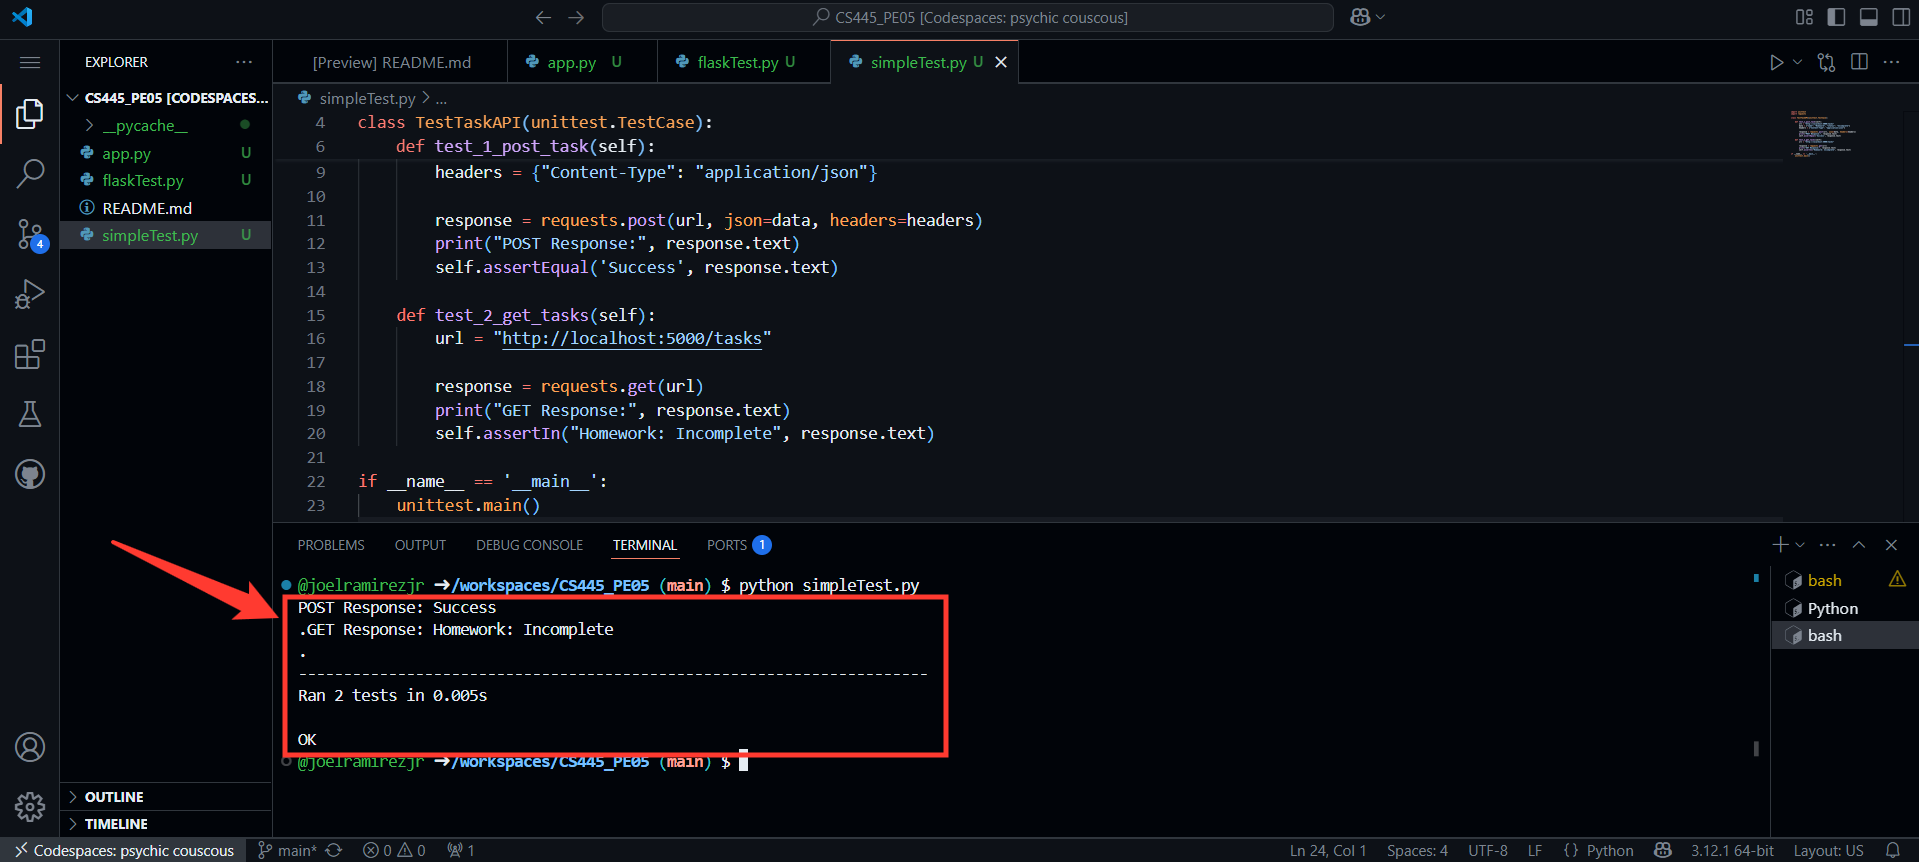 CS445_PE05 [Codespaces: psychic couscous]
EXPLORER
CS445_PE05 [CODESPACES...
__pycache__
app.py U
flaskTest.py U
README.md
simpleTest.py U
4
OUTLINE
TIMELINE
[Preview] README.md
app.py U
flaskTest.py U
simpleTest.py U
simpleTest.py > ...
4 class TestTaskAPI(unittest.TestCase):
6 def test_1_post_task(self):
9 headers = {"Content-Type": "application/json"}
10
11 response = requests.post(url, json=data, headers=headers)
12 print("POST Response:", response.text)
13 self.assertEqual('Success', response.text)
14
15 def test_2_get_tasks(self):
16 url = "http://localhost:5000/tasks"
17
18 response = requests.get(url)
19 print("GET Response:", response.text)
20 self.assertIn("Homework: Incomplete", response.text)
21
22 if __name__ == '__main__':
23 unittest.main()
PROBLEMS OUTPUT DEBUG CONSOLE TERMINAL PORTS 1
@joelramirezjr ➜/workspaces/CS445_PE05 (main) $ python simpleTest.py
POST Response: Success
.GET Response: Homework: Incomplete
.
----------------------------------------------------------------------
Ran 2 tests in 0.005s
OK
@joelramirezjr ➜/workspaces/CS445_PE05 (main) $
bash
Python
bash
Codespaces: psychic couscous main* 0 0 1 Ln 24, Col 1 Spaces: 4 UTF-8 LF {} Python 3.12.1 64-bit Layout: US